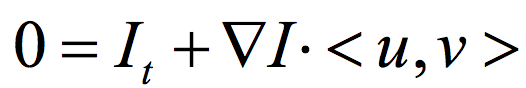 0 = I_t + ∇I · < u, v >